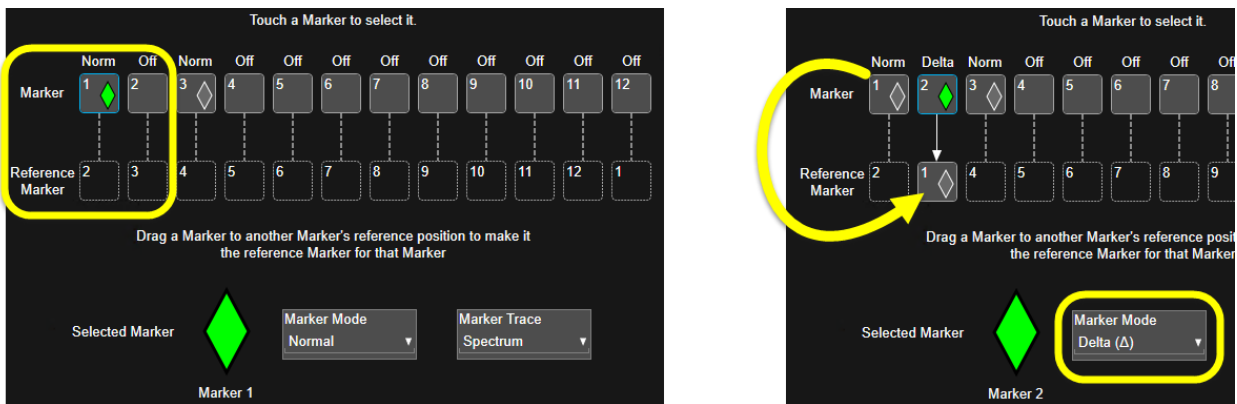 Touch a Marker to select it.
Norm Off Norm Off Off Off Off Off Off Off Off Off
Marker 1 2 3 4 5 6 7 8 9 10 11 12
Reference Marker 2 3 4 5 6 7 8 9 10 11 12 1
Drag a Marker to another Marker's reference position to make it
the reference Marker for that Marker
Selected Marker
Marker Mode
Normal
Marker Trace
Spectrum
Marker 1
Touch a Marker to select it.
Norm Delta Norm Off Off Off Off Off
Marker 1 2 3 4 5 6 7 8
Reference Marker 2 1 4 5 6 7 8 9
Drag a Marker to another Marker's reference posit
the reference Marker for that Marker
Selected Marker
Marker Mode
Delta (Δ)
Marker 2